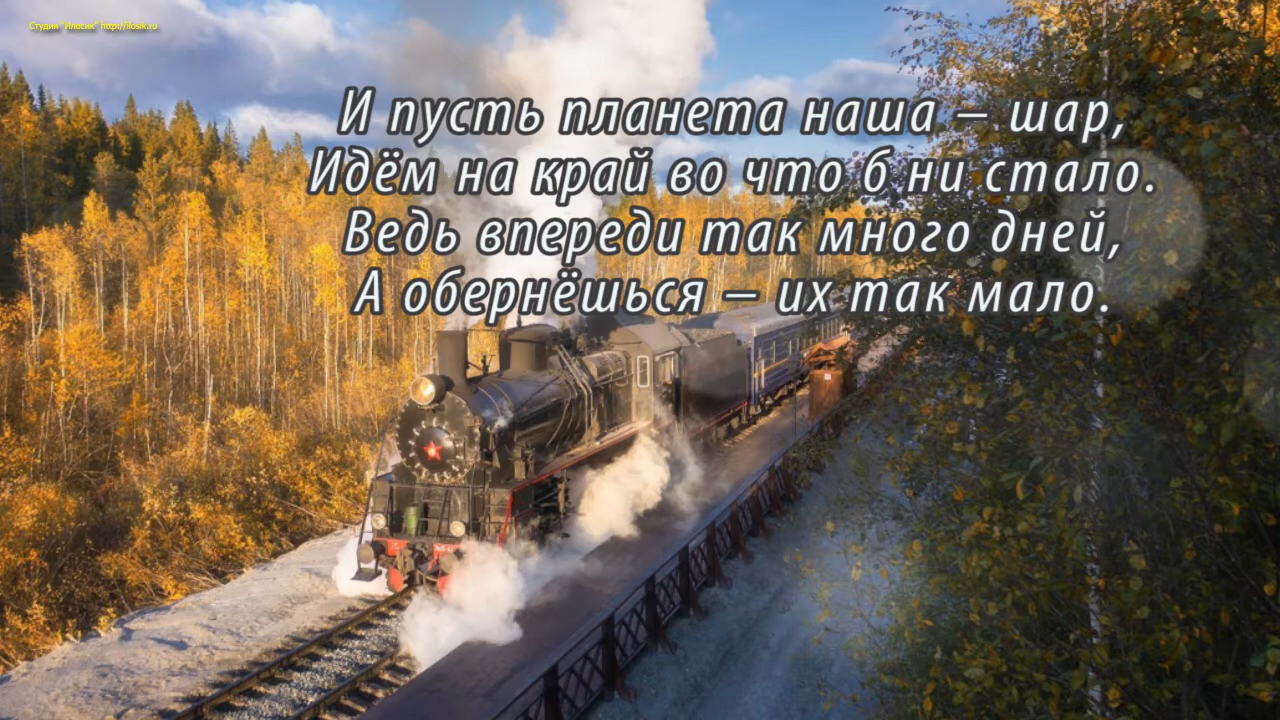 Студия "Илосик" http://ilosik.ru
И пусть планета наша – шар,
Идём на край во что б ни стало.
Ведь впереди так много дней,
А обернёшься – их так мало.